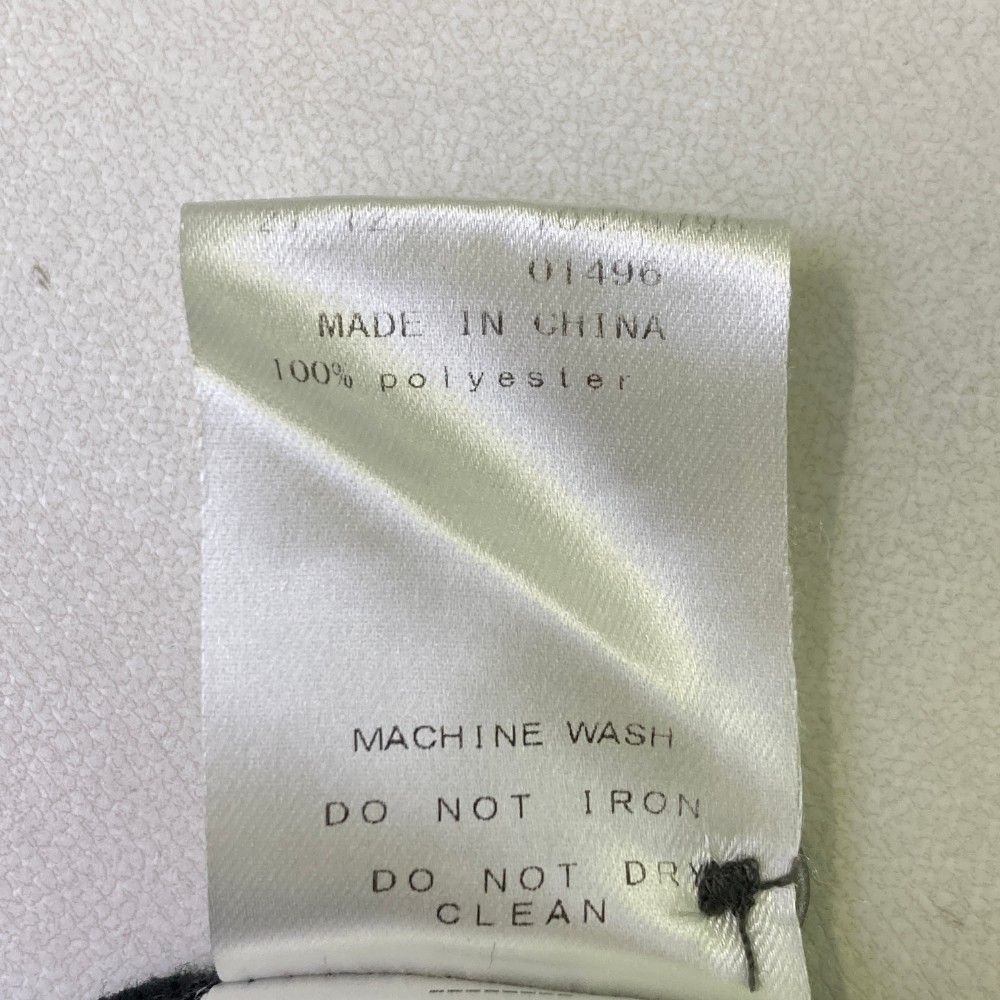 01496
MADE IN CHINA
100% polyester
MACHINE WASH
DO NOT IRON
DO NOT DRY
CLEAN